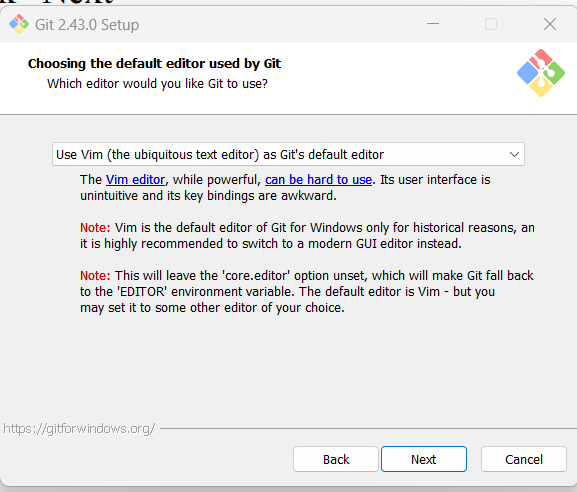 Next
Git 2.43.0 Setup
Choosing the default editor used by Git
Which editor would you like Git to use?
Use Vim (the ubiquitous text editor) as Git's default editor
The Vim editor, while powerful, can be hard to use. Its user interface is
unintuitive and its key bindings are awkward.
Note: Vim is the default editor of Git for Windows only for historical reasons, an
it is highly recommended to switch to a modern GUI editor instead.
Note: This will leave the 'core.editor' option unset, which will make Git fall back
to the 'EDITOR' environment variable. The default editor is Vim - but you
may set it to some other editor of your choice.
https://gitforwindows.org/
Back
Next
Cancel